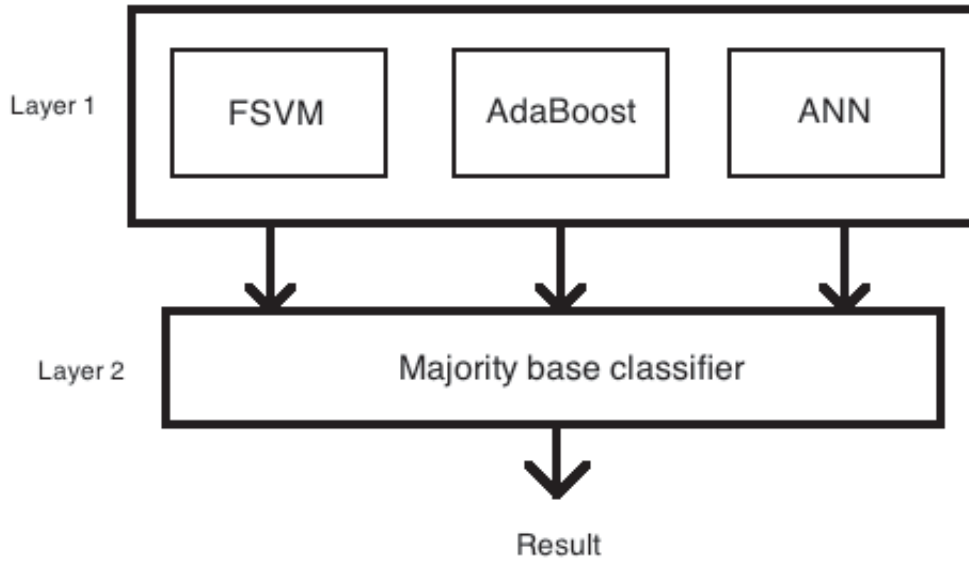 Layer 1
FSVM
AdaBoost
ANN
Layer 2
Majority base classifier
Result